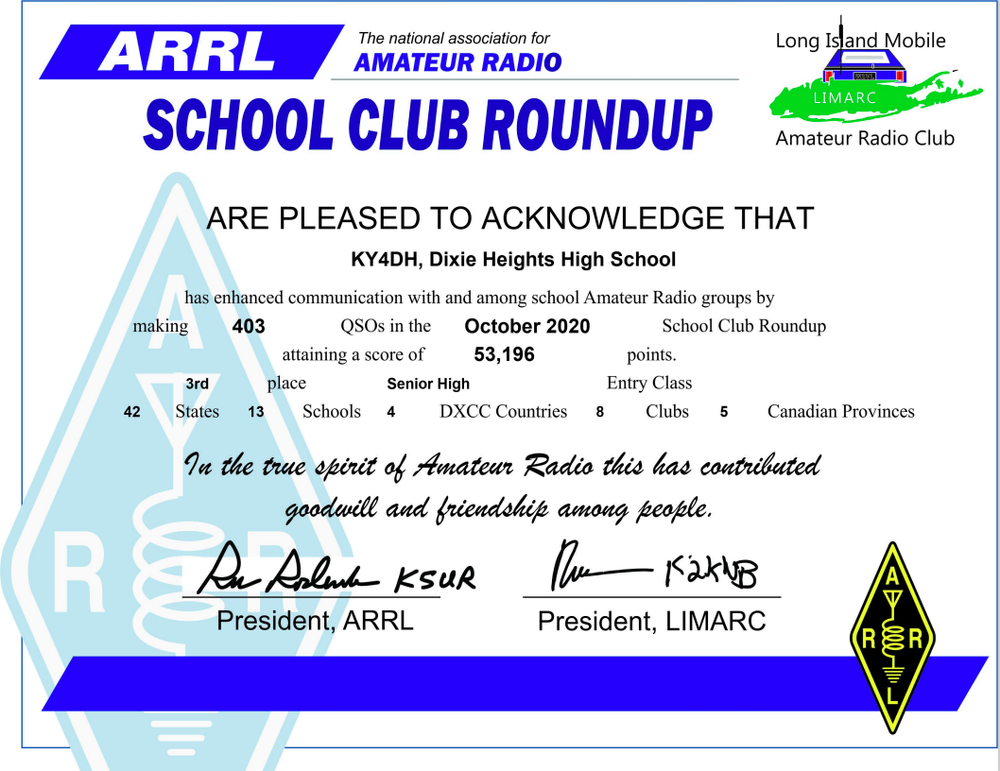 ARRL
The national association for
AMATEUR RADIO
Long Island Mobile
LIMARC
Amateur Radio Club
SCHOOL CLUB ROUNDUP
ARE PLEASED TO ACKNOWLEDGE THAT
KY4DH, Dixie Heights High School
has enhanced communication with and among school Amateur Radio groups by
making 403 QSOs in the October 2020 School Club Roundup
attaining a score of 53,196 points.
3rd place Senior High Entry Class
42 States 13 Schools 4 DXCC Countries 8 Clubs 5 Canadian Provinces
In the true spirit of Amateur Radio this has contributed
goodwill and friendship among people.
K5UR
K2KNB
President, ARRL
President, LIMARC
A
R R
A
R R
L